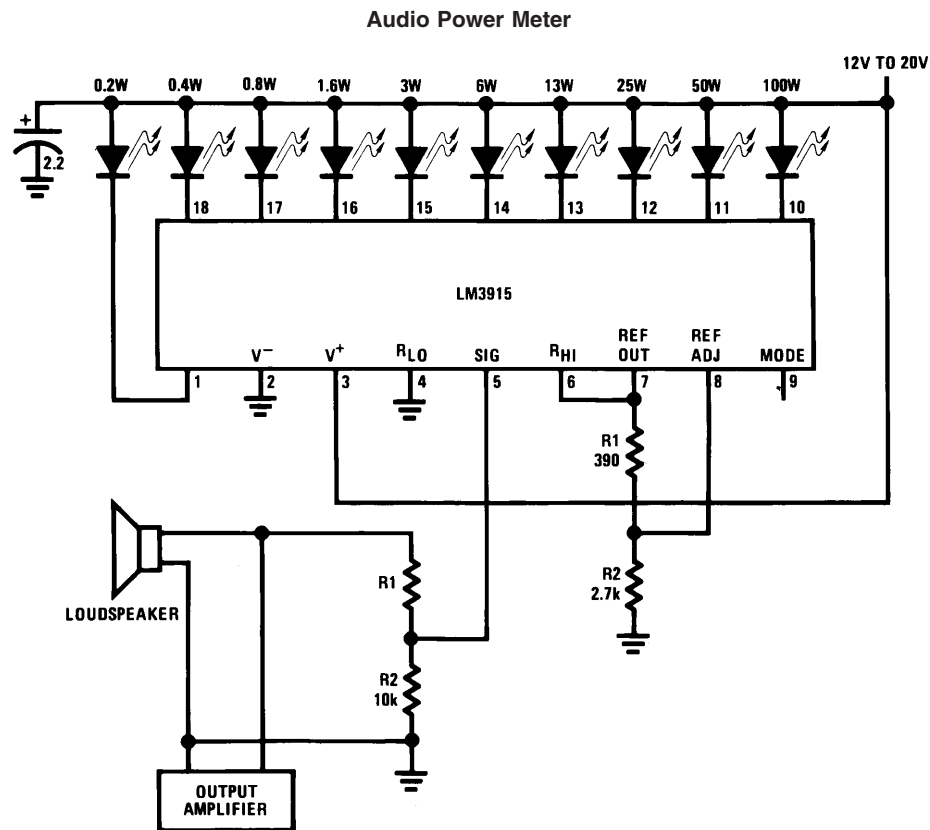 Audio Power Meter
12V TO 20V
0.2W 0.4W 0.8W 1.6W 3W 6W 13W 25W 50W 100W
+
2.2
18 17 16 15 14 13 12 11 10
LM3915
V− V+ RLO SIG RHI REF OUT REF ADJ MODE
1 2 3 4 5 6 7 8 9
R1
390
R2
2.7k
LOUDSPEAKER
R1
R2
10k
OUTPUT
AMPLIFIER